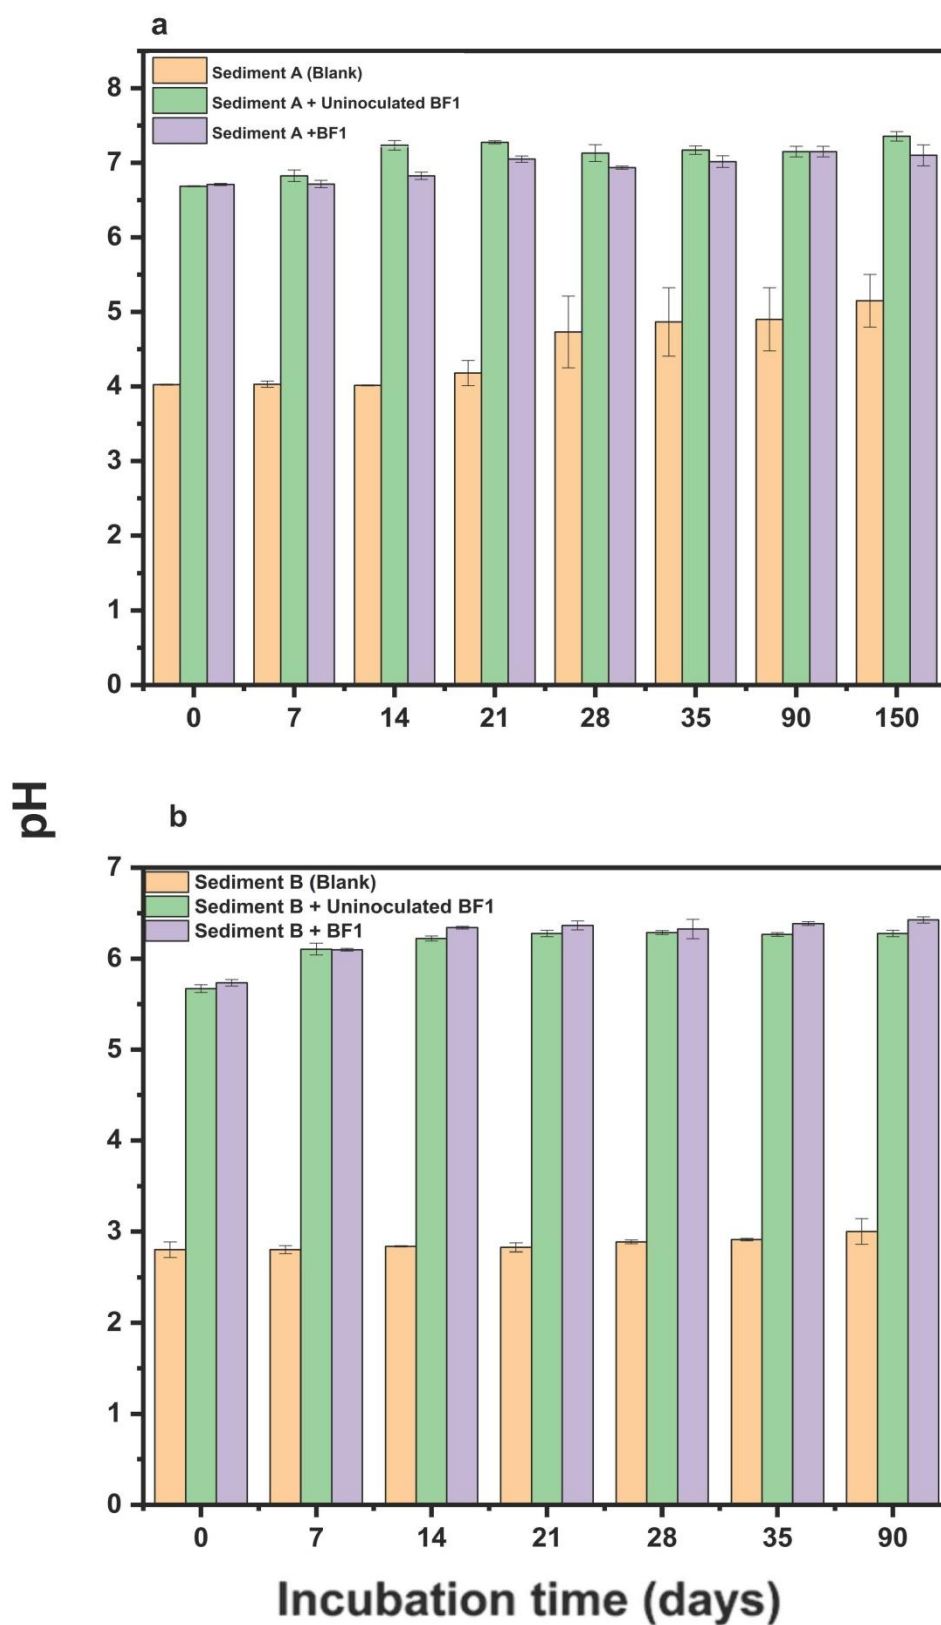 a
Sediment A (Blank)
Sediment A + Uninoculated BF1
Sediment A +BF1
8
7
6
5
4
3
2
1
0
0 7 14 21 28 35 90 150
pH
b
Sediment B (Blank)
Sediment B + Uninoculated BF1
Sediment B + BF1
7
6
5
4
3
2
1
0
0 7 14 21 28 35 90
Incubation time (days)